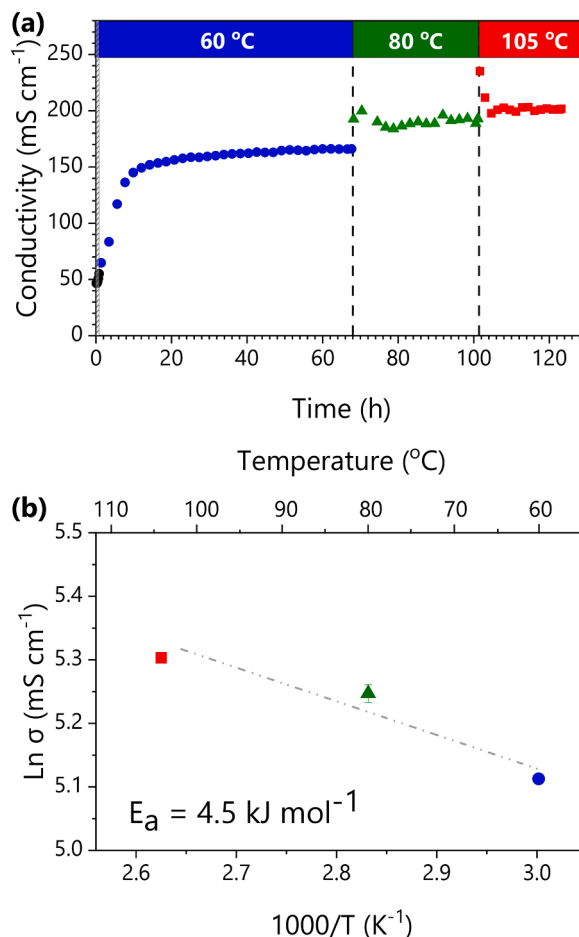 (a)
60 °C 80 °C 105 °C
250
200
150
100
50
0
Conductivity (mS cm⁻¹)
0 20 40 60 80 100 120
Time (h)
Temperature (°C)
(b)
110 100 90 80 70 60
5.5
5.4
5.3
5.2
5.1
5.0
Ln σ (mS cm⁻¹)
Eₐ = 4.5 kJ mol⁻¹
2.6 2.7 2.8 2.9 3.0
1000/T (K⁻¹)